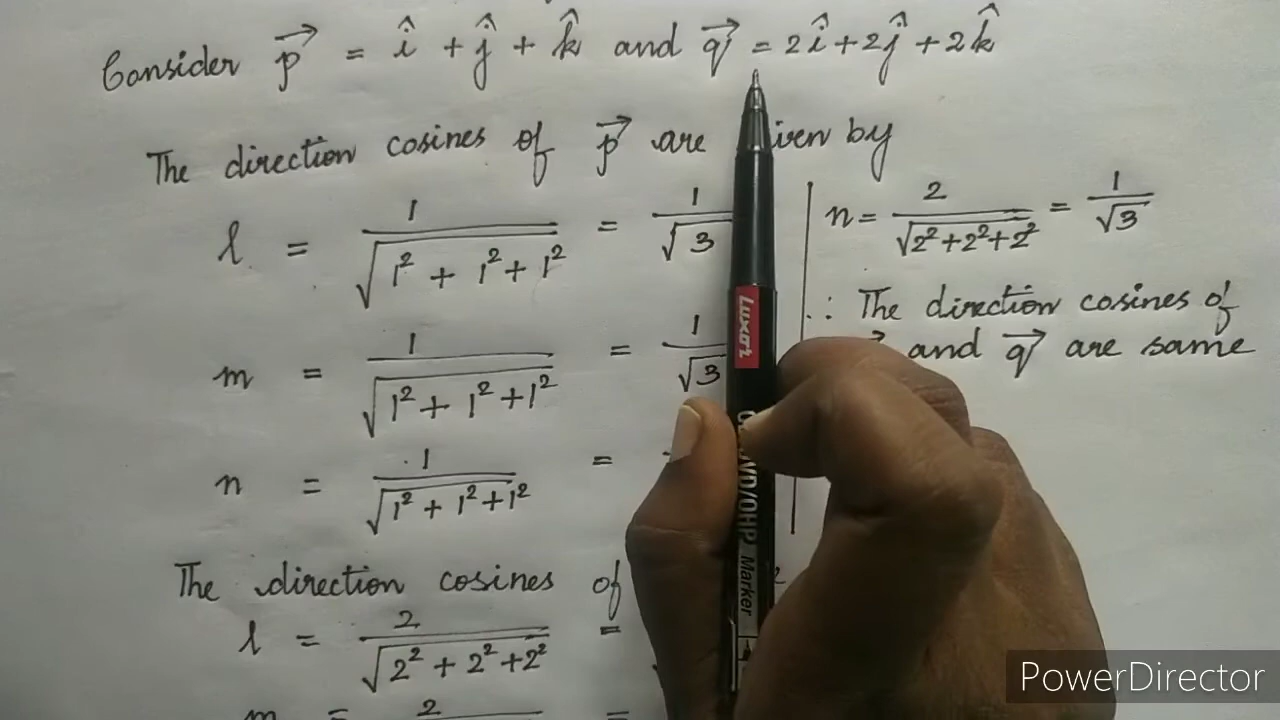 Consider p⃗ = î + ĵ + k̂ and q⃗ = 2î + 2ĵ + 2k̂
The direction cosines of p⃗ are by
l = 1/√(1² + 1² + 1²) = 1/√3
m = 1/√(1² + 1² + 1²) = 1/√3
n = 1/√(1² + 1² + 1²) =
The direction cosines of
l = 2/√(2² + 2² + 2²) =
m = 2 =
n = 2/√(2² + 2² + 2²) = 1/√3
∴ The direction cosines of
and q⃗ are same
Luxor
Marker
PowerDirector